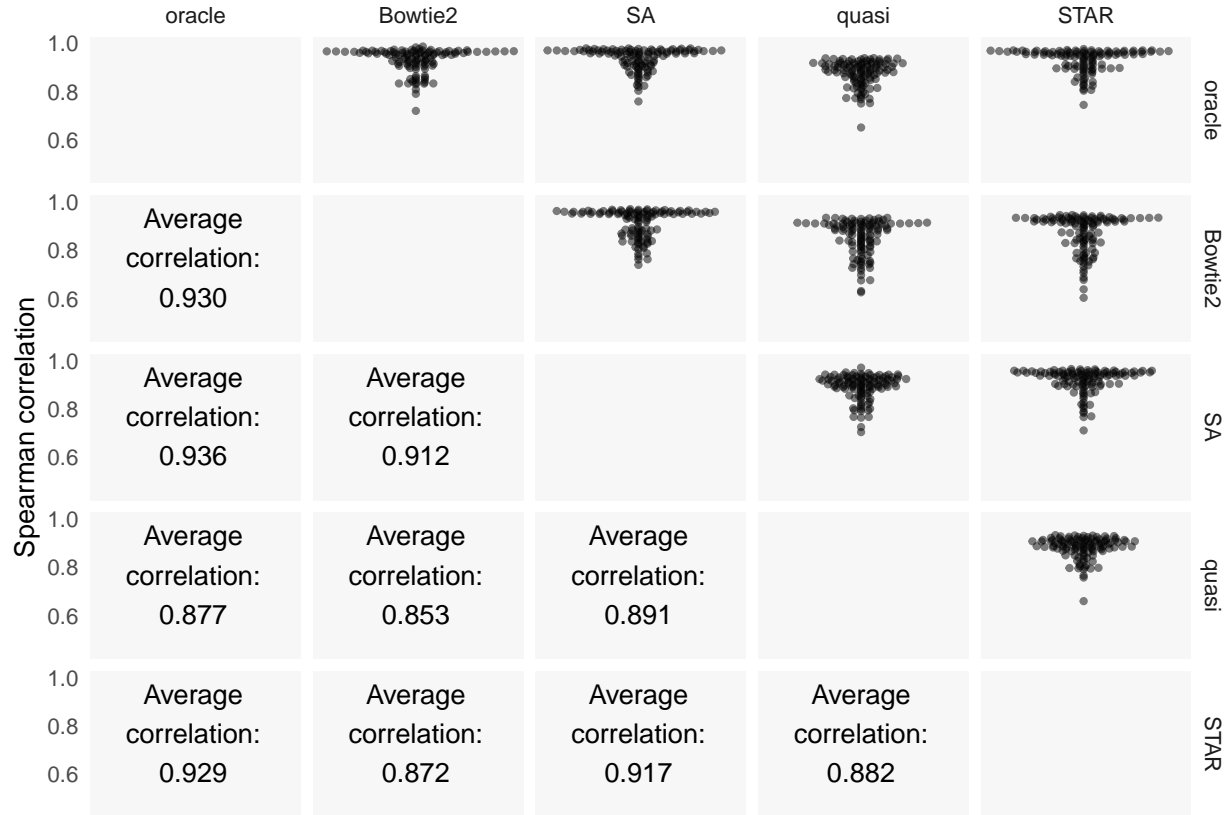 oracle Bowtie2 SA quasi STAR
1.0
0.8
0.6
oracle
1.0
0.8
0.6
Average
correlation:
0.930
Bowtie2
1.0
0.8
0.6
Average
correlation:
0.936
Average
correlation:
0.912
SA
1.0
0.8
0.6
Average
correlation:
0.877
Average
correlation:
0.853
Average
correlation:
0.891
quasi
1.0
0.8
0.6
Average
correlation:
0.929
Average
correlation:
0.872
Average
correlation:
0.917
Average
correlation:
0.882
STAR
Spearman correlation